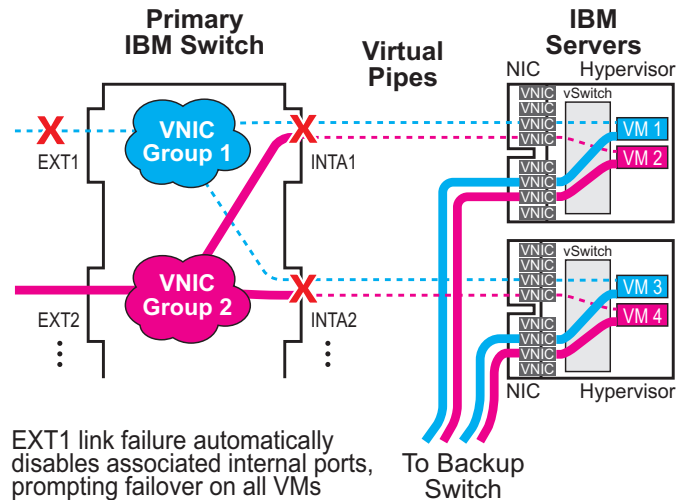 Primary
IBM Switch
Virtual
Pipes
IBM
Servers
NIC
Hypervisor
VNIC
VNIC
VNIC
VNIC
vSwitch
VM 1
VM 2
VNIC
VNIC
VNIC
VNIC
EXT1
VNIC
Group 1
INTA1
VNIC
Group 2
EXT2
INTA2
VNIC
VNIC
VNIC
VNIC
vSwitch
VM 3
VM 4
VNIC
VNIC
VNIC
VNIC
NIC
Hypervisor
EXT1 link failure automatically
disables associated internal ports,
prompting failover on all VMs
To Backup
Switch